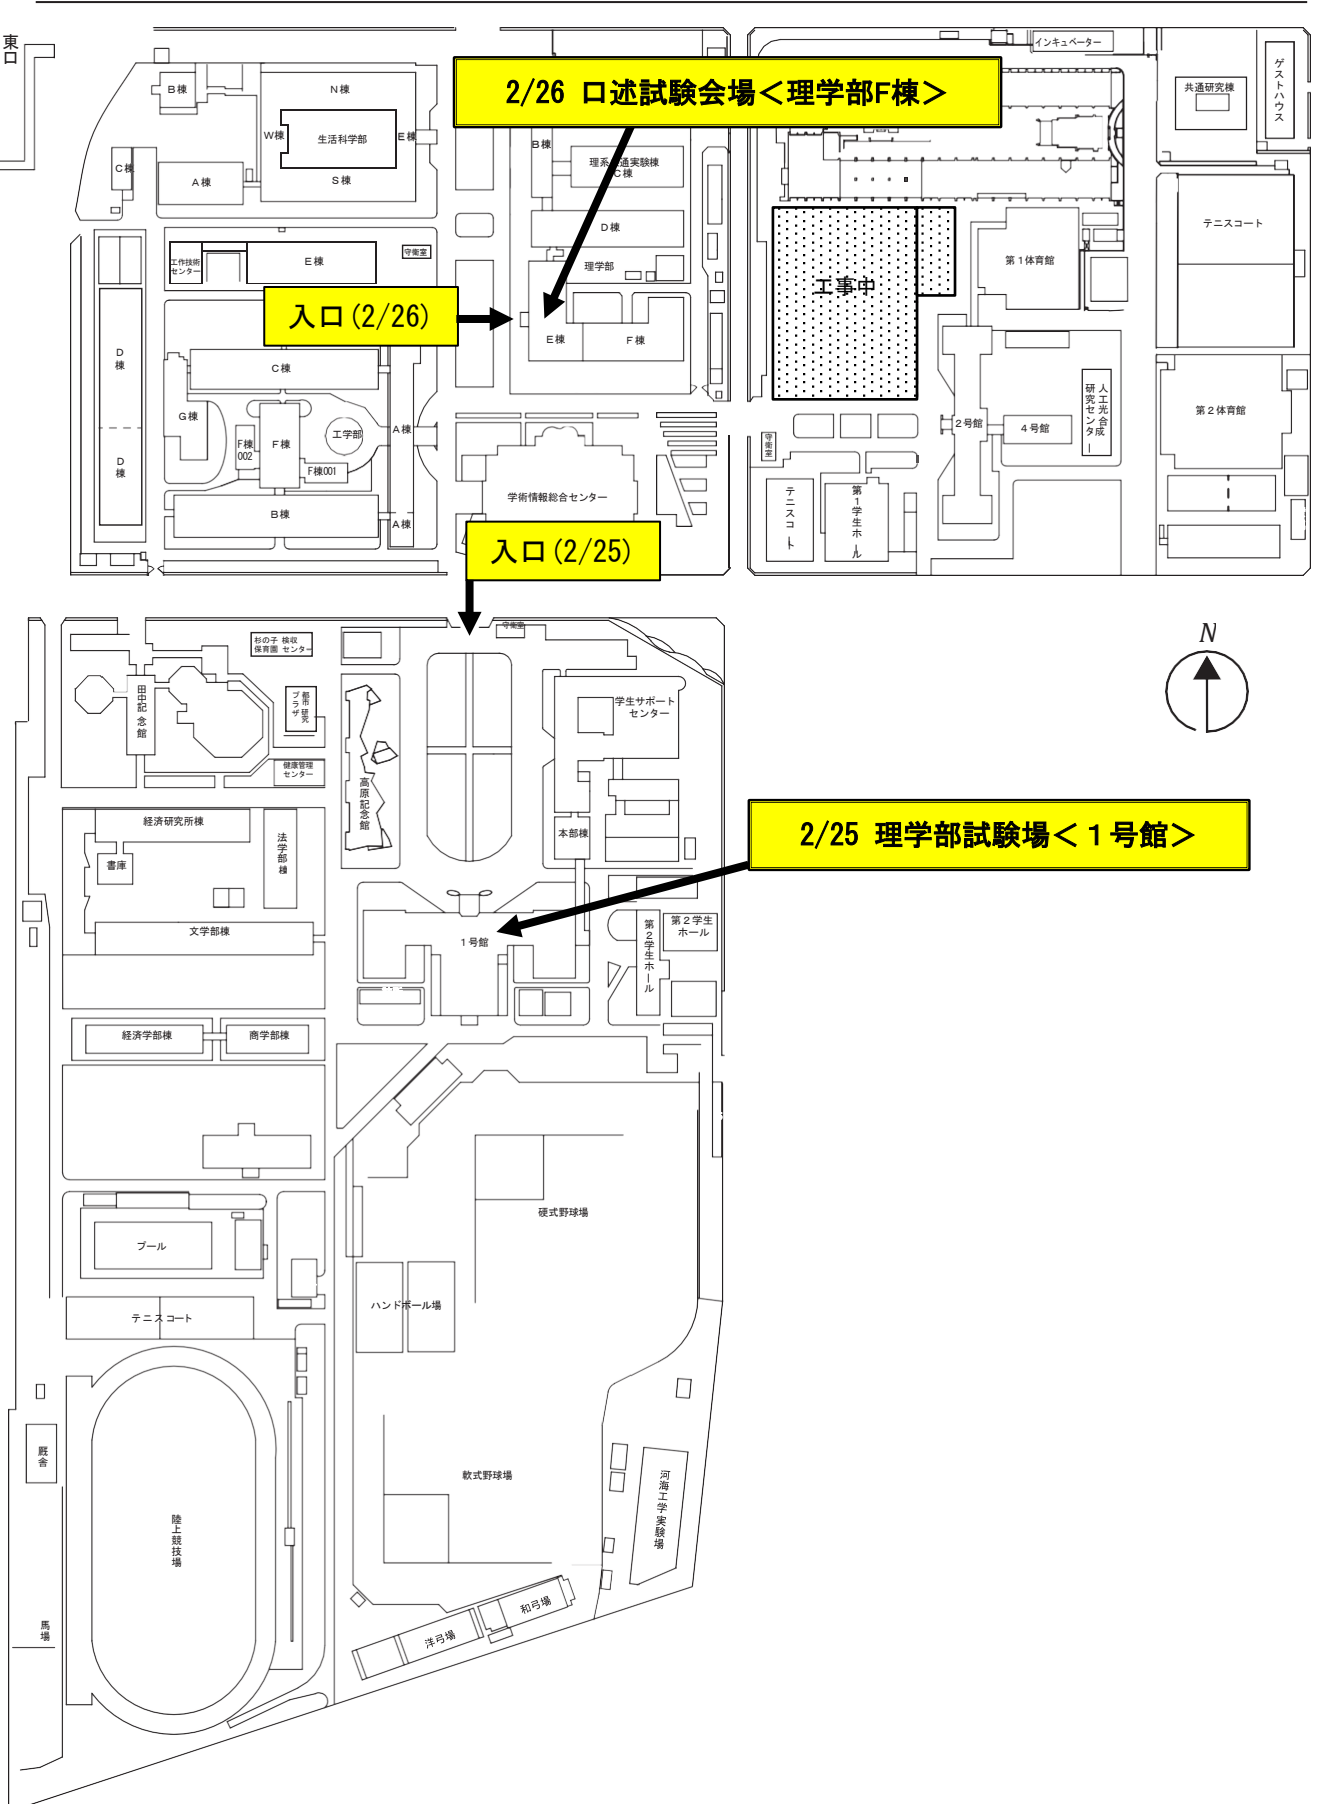 東口
インキュベーター
ゲストハウス
共通研究棟
B棟
N棟
W棟
生活科学部
E棟
C棟
A棟
S棟
2/26 口述試験会場＜理学部F棟＞
B棟
理系共通実験棟
C棟
D棟
理学部
守衛室
工作技術
センター
E棟
入口(2/26)
E棟
F棟
工事中
第1体育館
テニスコート
D棟
C棟
G棟
F棟
002
F棟
工学部
A棟
F棟001
D棟
B棟
A棟
学術情報総合センター
守衛室
2号館
4号館
人工光合成
研究センター
第2体育館
テニスコート
第1学生ホール
入口(2/25)
守衛室
杉の子
保育園
検収
センター
田中記念館
都市研究
プラザ
健康管理
センター
高原記念館
学生サポート
センター
本部棟
N
2/25 理学部試験場＜1号館＞
経済研究所棟
書庫
法学部棟
文学部棟
1号館
第2学生ホール
第2学生
ホール
経済学部棟
商学部棟
プール
テニスコート
硬式野球場
ハンドボール場
厩舎
陸上競技場
軟式野球場
河海工学実験場
馬場
洋弓場
和弓場